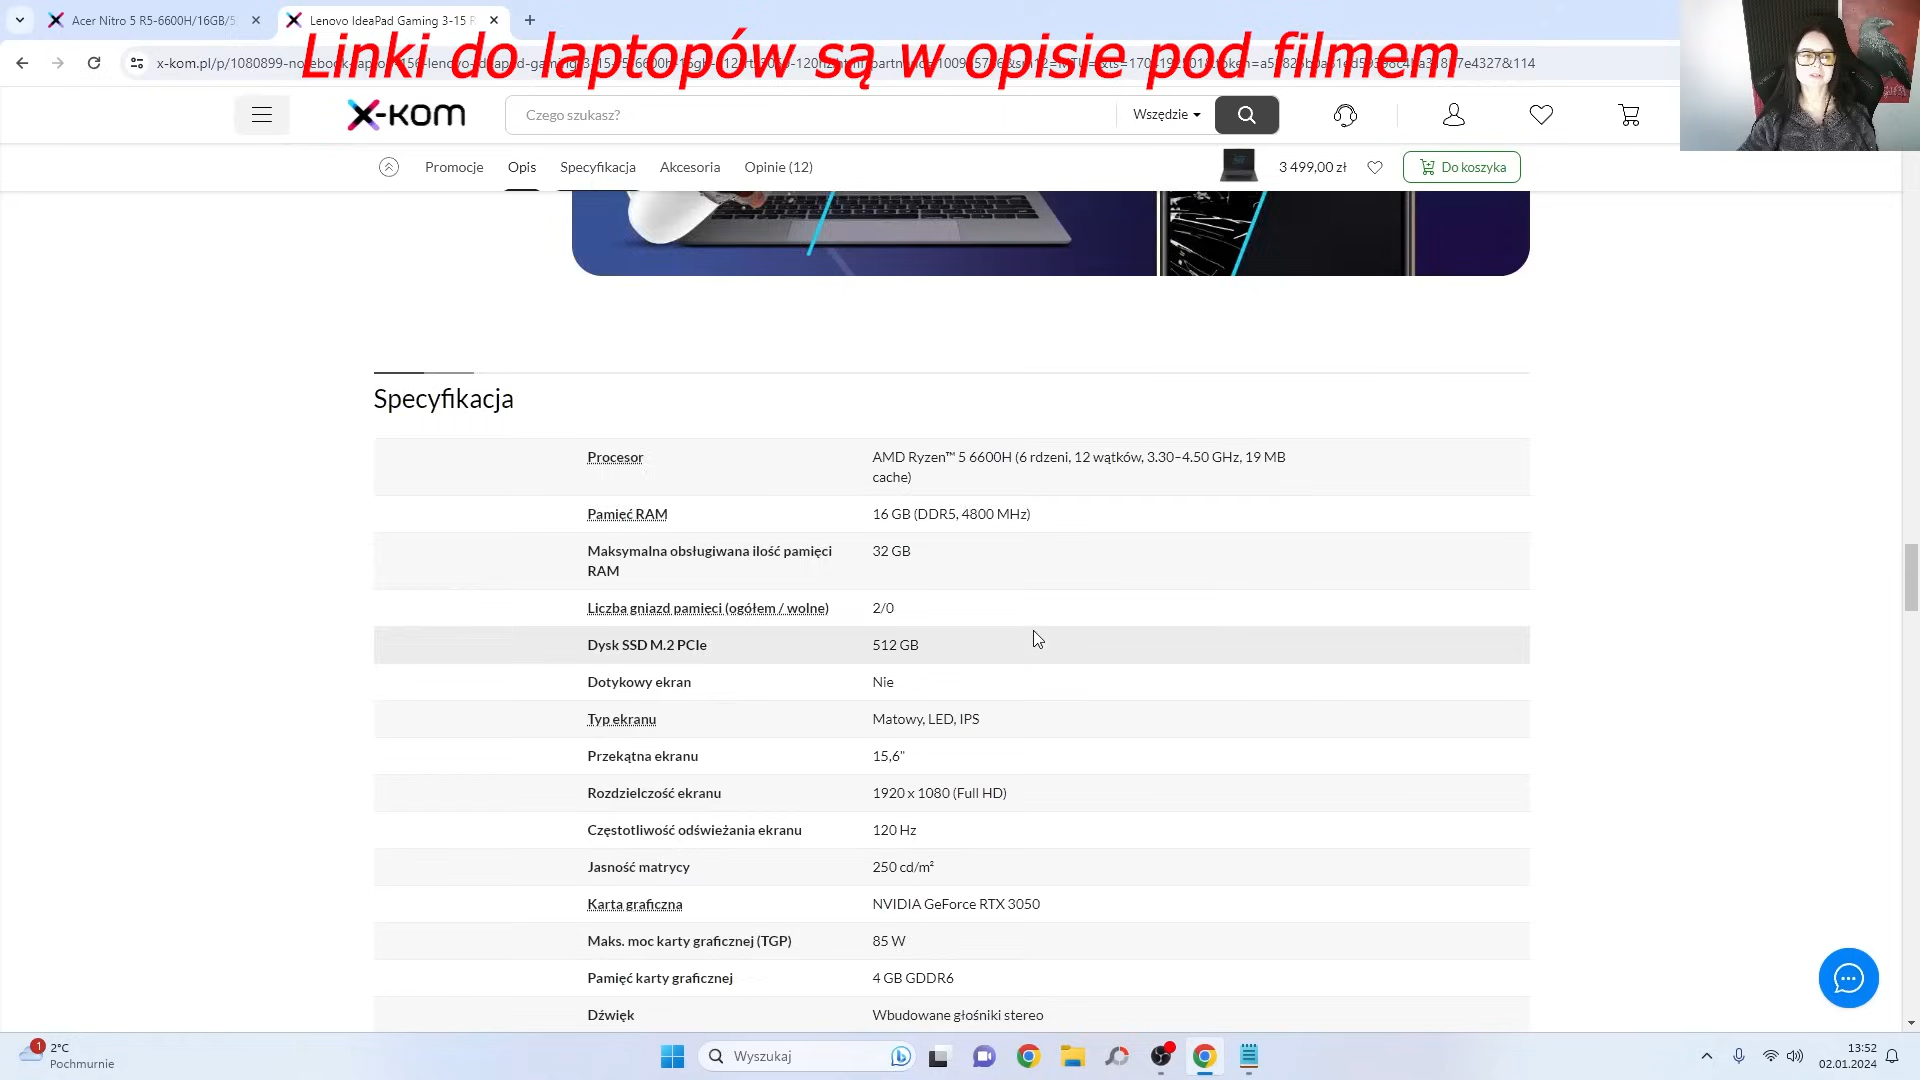 Acer Nitro 5 R5-6600H/16GB/5
Lenovo IdeaPad Gaming 3-15 R
Linki do laptopów są w opisie pod filmem
X-KOM
Czego szukasz?
Wszędzie
Promocje
Opis
Specyfikacja
Akcesoria
Opinie (12)
3 499,00 zł
Do koszyka
Specyfikacja
Procesor
AMD Ryzen™ 5 6600H (6 rdzeni, 12 wątków, 3.30–4.50 GHz, 19 MB
cache)
Pamięć RAM
16 GB (DDR5, 4800 MHz)
Maksymalna obsługiwana ilość pamięci
RAM
32 GB
Liczba gniazd pamięci (ogółem / wolne)
2/0
Dysk SSD M.2 PCIe
512 GB
Dotykowy ekran
Nie
Typ ekranu
Matowy, LED, IPS
Przekątna ekranu
15,6"
Rozdzielczość ekranu
1920 x 1080 (Full HD)
Częstotliwość odświeżania ekranu
120 Hz
Jasność matrycy
250 cd/m²
Karta graficzna
NVIDIA GeForce RTX 3050
Maks. moc karty graficznej (TGP)
85 W
Pamięć karty graficznej
4 GB GDDR6
Dźwięk
Wbudowane głośniki stereo
1
2°C
Pochmurnie
Wyszukaj
13:52
02.01.2024